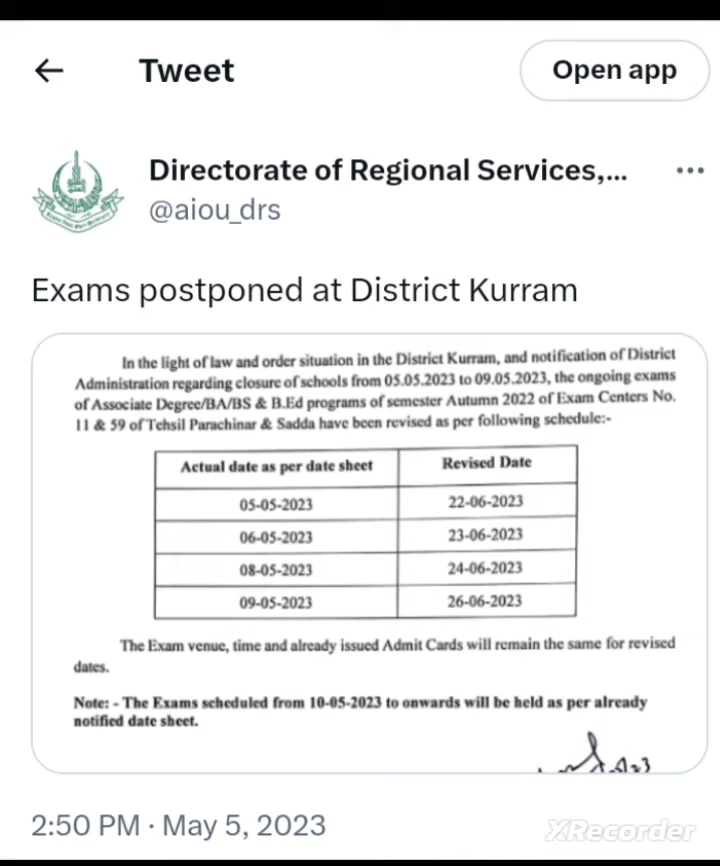 Tweet
Open app
Directorate of Regional Services,...
@aiou_drs
Exams postponed at District Kurram
In the light of law and order situation in the District Kurram, and notification of District
Administration regarding closure of schools from 05.05.2023 to 09.05.2023, the ongoing exams
of Associate Degree/BA/BS & B.Ed programs of semester Autumn 2022 of Exam Centers No.
11 & 59 of Tehsil Parachinar & Sadda have been revised as per following schedule:-
Actual date as per date sheet Revised Date
05-05-2023 22-06-2023
06-05-2023 23-06-2023
08-05-2023 24-06-2023
09-05-2023 26-06-2023
The Exam venue, time and already issued Admit Cards will remain the same for revised
dates.
Note: - The Exams scheduled from 10-05-2023 to onwards will be held as per already
notified date sheet.
2:50 PM · May 5, 2023
XRecorder